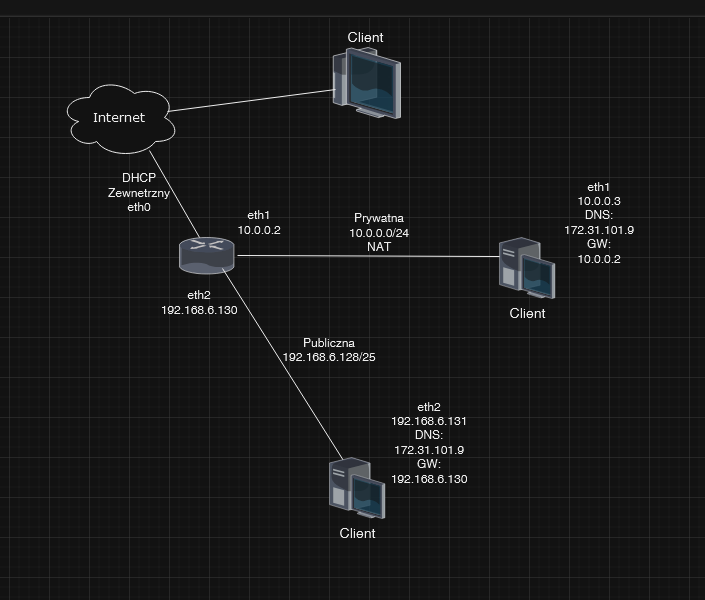 Client
Internet
DHCP
Zewnetrzny
eth0
eth1
10.0.0.2
Prywatna
10.0.0.0/24
NAT
eth1
10.0.0.3
DNS:
172.31.101.9
GW:
10.0.0.2
Client
eth2
192.168.6.130
Publiczna
192.168.6.128/25
eth2
192.168.6.131
DNS:
172.31.101.9
GW:
192.168.6.130
Client